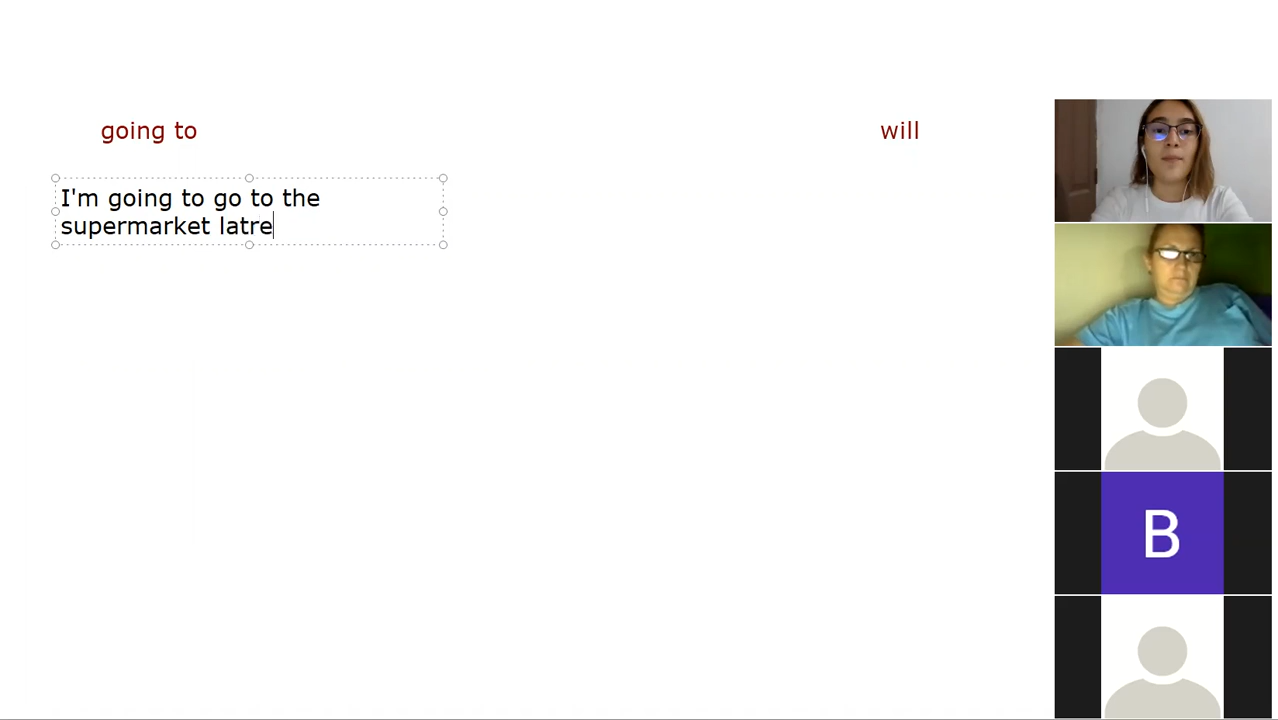 going to
will
I'm going to go to the
supermarket latre
B